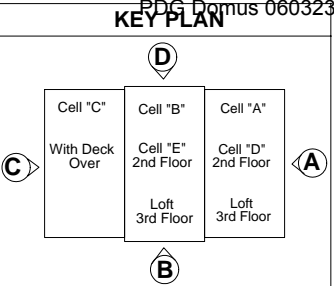 PDG Domus 060323
KEY PLAN
D
Cell "C"
Cell "B"
Cell "A"
With Deck
Over
Cell "E"
2nd Floor
Cell "D"
2nd Floor
C
A
Loft
3rd Floor
Loft
3rd Floor
B